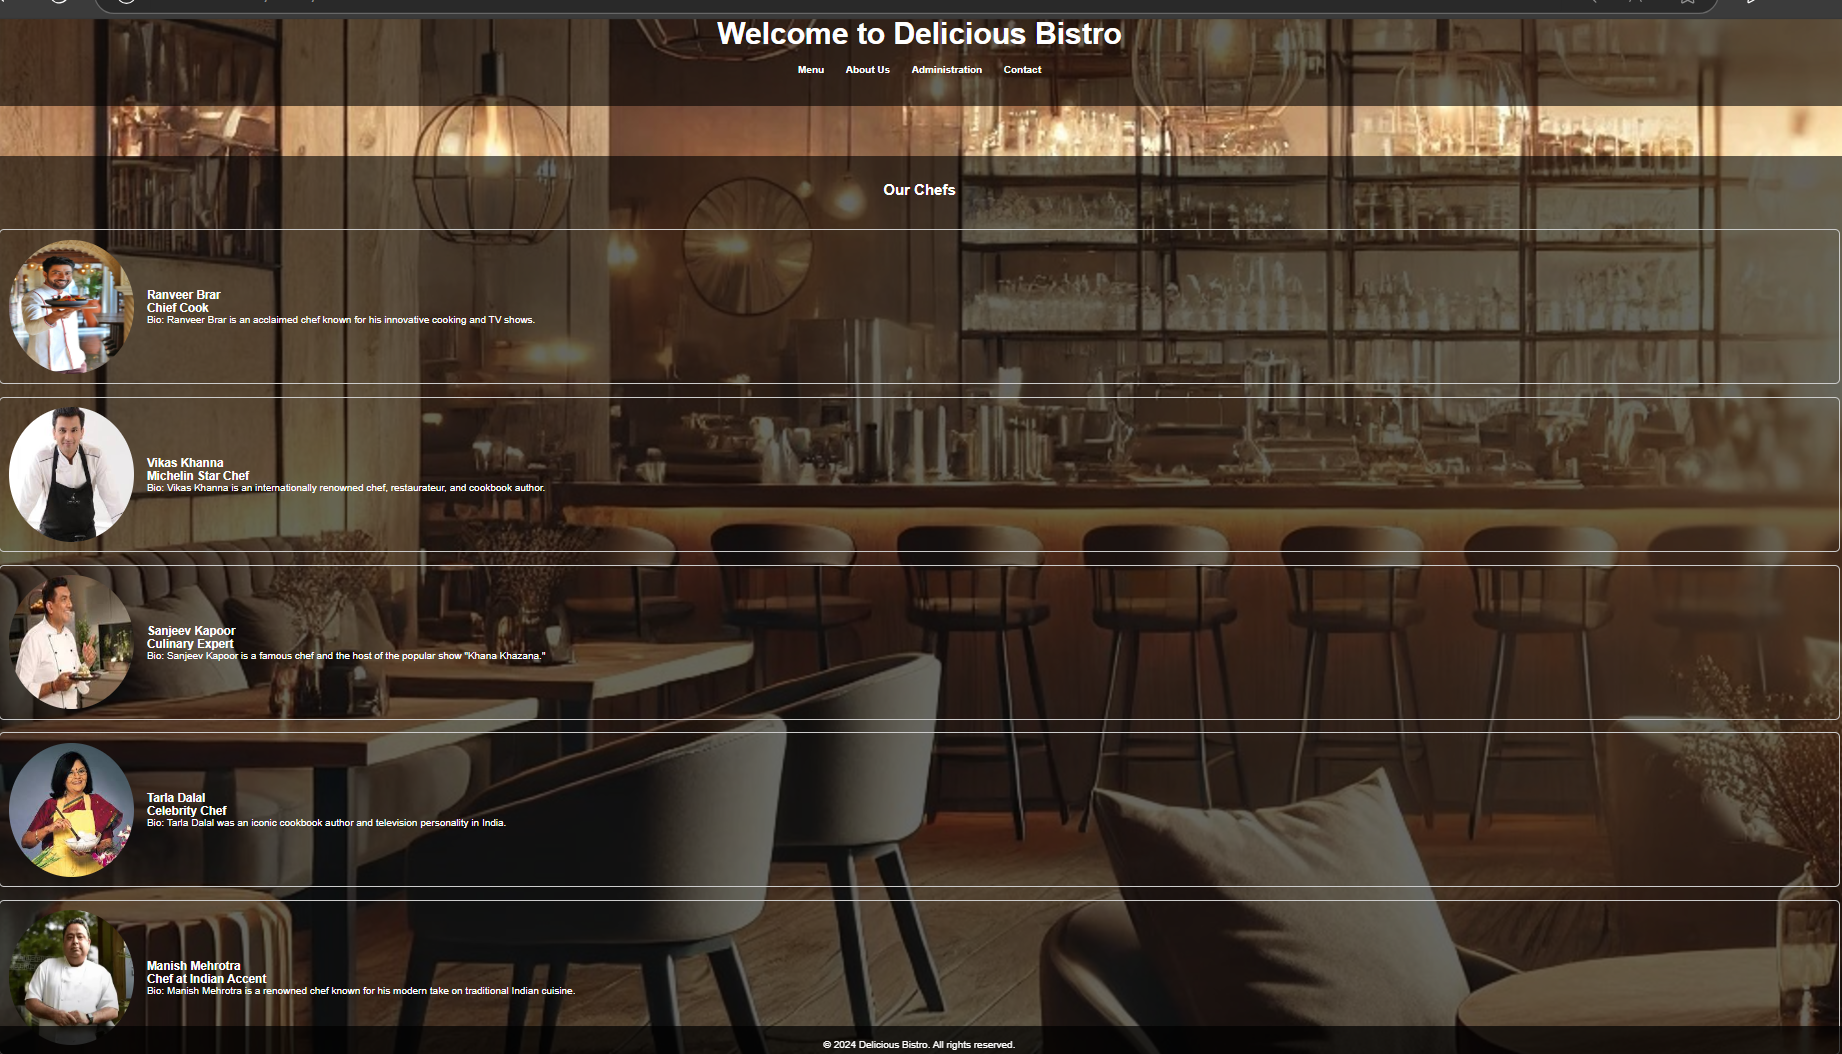 Welcome to Delicious Bistro
Menu About Us Administration Contact
Our Chefs
Ranveer Brar
Chief Cook
Bio: Ranveer Brar is an acclaimed chef known for his innovative cooking and TV shows.
Vikas Khanna
Michelin Star Chef
Bio: Vikas Khanna is an internationally renowned chef, restaurateur, and cookbook author.
Sanjeev Kapoor
Culinary Expert
Bio: Sanjeev Kapoor is a famous chef and the host of the popular show "Khana Khazana."
Tarla Dalal
Celebrity Chef
Bio: Tarla Dalal was an iconic cookbook author and television personality in India.
Manish Mehrotra
Chef at Indian Accent
Bio: Manish Mehrotra is a renowned chef known for his modern take on traditional Indian cuisine.
© 2024 Delicious Bistro. All rights reserved.